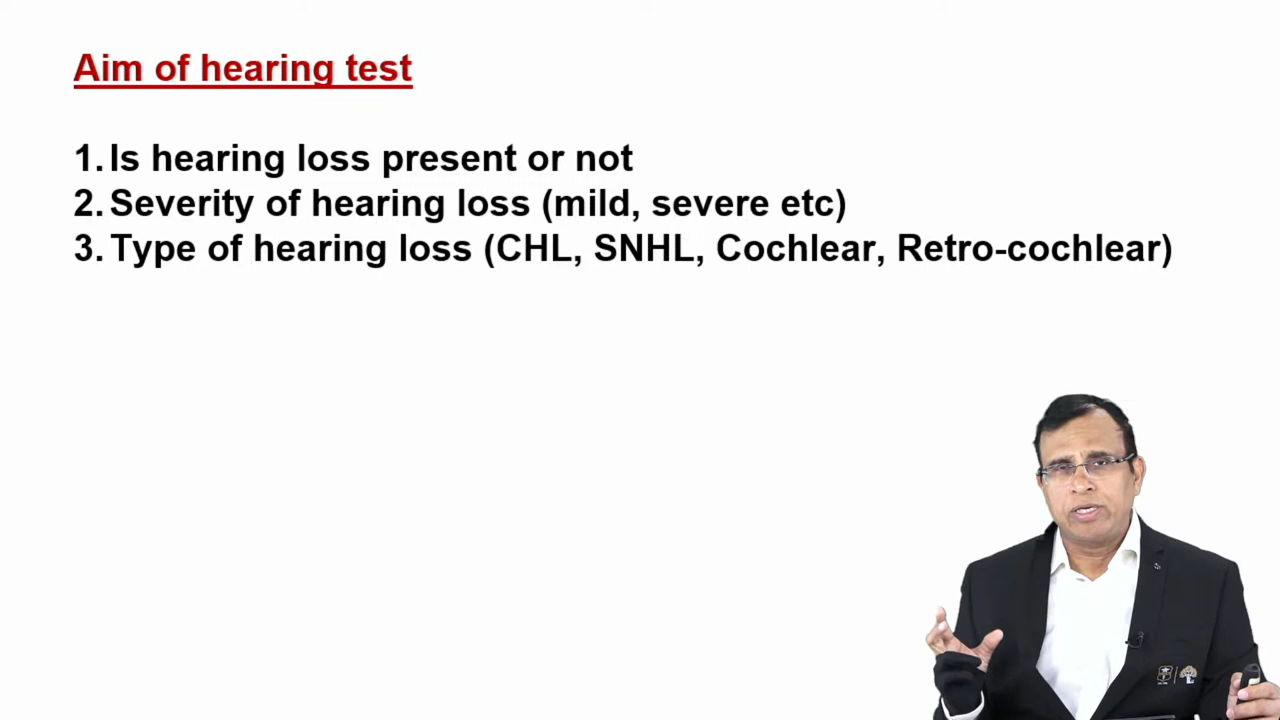 Aim of hearing test
1. Is hearing loss present or not
2. Severity of hearing loss (mild, severe etc)
3. Type of hearing loss (CHL, SNHL, Cochlear, Retro-cochlear)